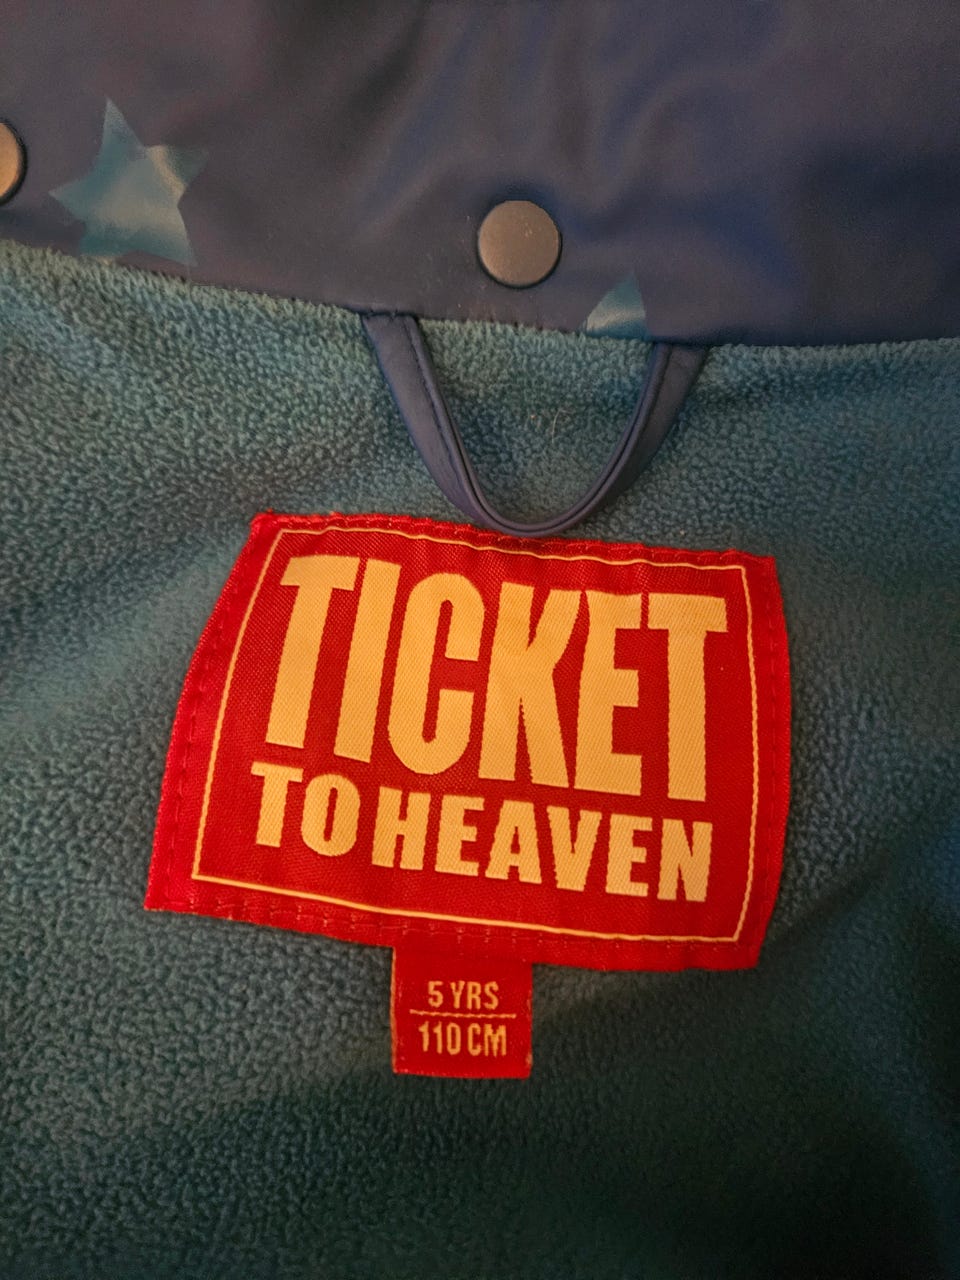 TICKET
TO HEAVEN
5 YRS
110 CM